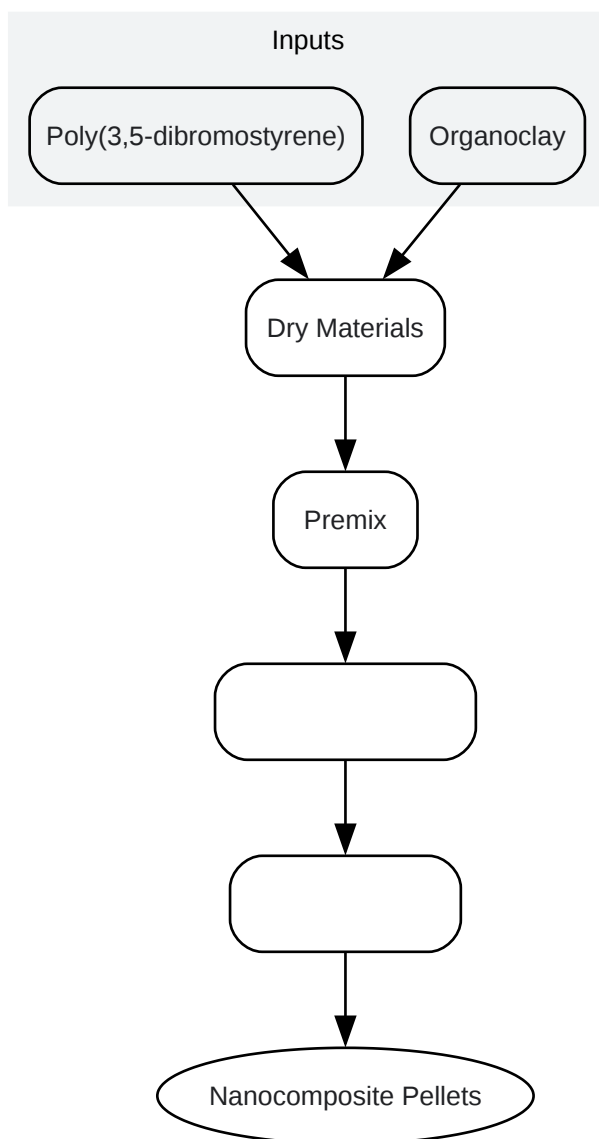 Inputs
Poly(3,5-dibromostyrene)
Organoclay
Dry Materials
Premix
Nanocomposite Pellets